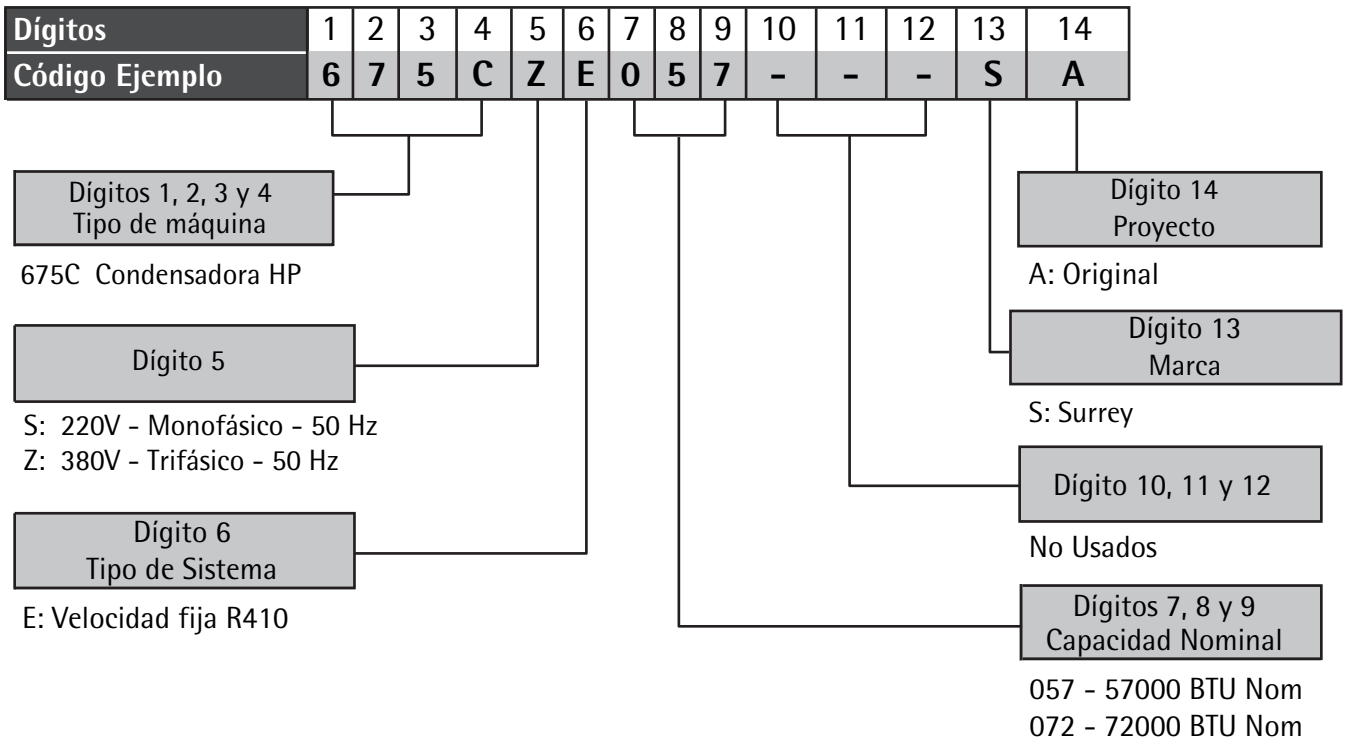 Dígitos 1 2 3 4 5 6 7 8 9 10 11 12 13 14
Código Ejemplo 6 7 5 C Z E 0 5 7 - - - S A
Dígitos 1, 2, 3 y 4
Tipo de máquina
675C Condensadora HP
Dígito 5
S: 220V - Monofásico - 50 Hz
Z: 380V - Trifásico - 50 Hz
Dígito 6
Tipo de Sistema
E: Velocidad fija R410
Dígito 14
Proyecto
A: Original
Dígito 13
Marca
S: Surrey
Dígito 10, 11 y 12
No Usados
Dígitos 7, 8 y 9
Capacidad Nominal
057 - 57000 BTU Nom
072 - 72000 BTU Nom